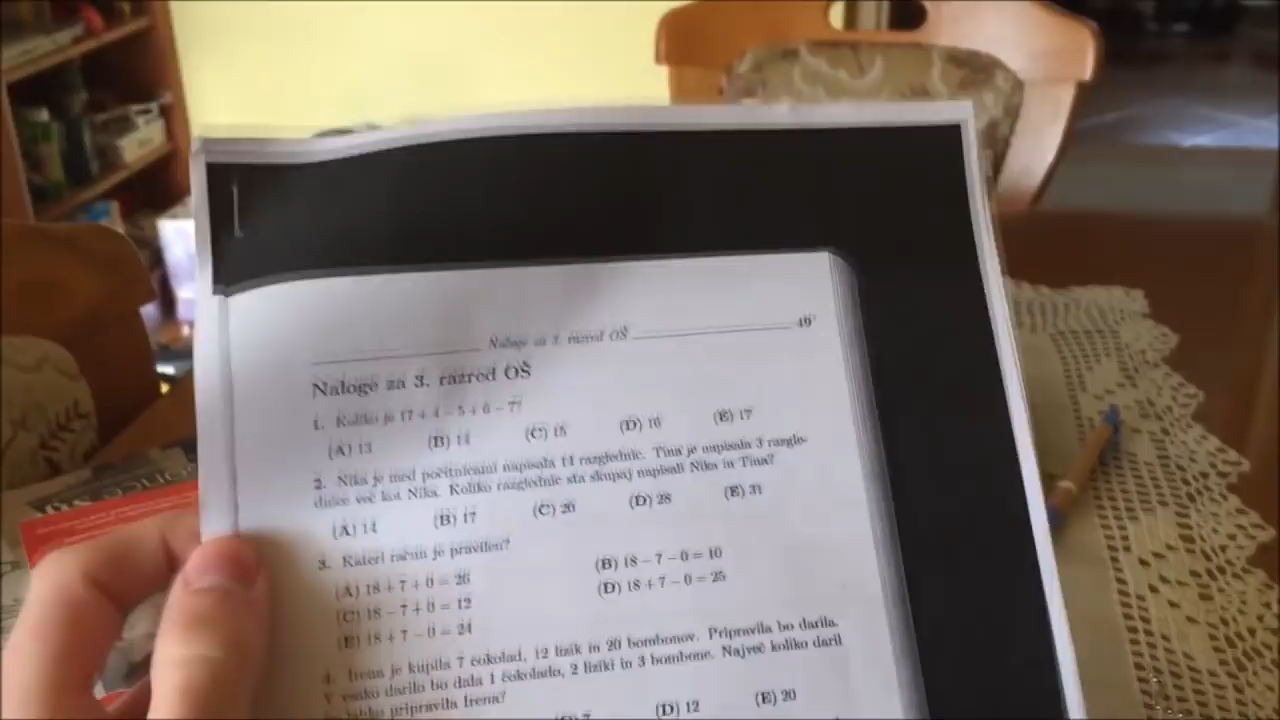 Naloge za 3. razred OŠ 49
Naloge za 3. razred OŠ
1. Koliko je 17 + 4 − 5 + 6 − 7?
(A) 13 (B) 14 (C) 15 (D) 16 (E) 17
2. Nika je med počitnicami napisala 14 razglednic. Tina je napisala 3 razgle-
dnice več kot Nika. Koliko razglednic sta skupaj napisali Nika in Tina?
(A) 14 (B) 17 (C) 26 (D) 28 (E) 31
3. Kateri račun je pravilen?
(A) 18 + 7 + 0 = 26 (B) 18 − 7 − 0 = 10
(C) 18 − 7 + 0 = 12 (D) 18 + 7 − 0 = 25
(E) 18 + 7 − 0 = 24
4. Irena je kupila 7 čokolad, 12 lizik in 20 bombonov. Pripravila bo darila.
V vsako darilo bo dala 1 čokolado, 2 liziki in 3 bombone. Največ koliko daril
lahko pripravila Irena?
7 (D) 12 (E) 20